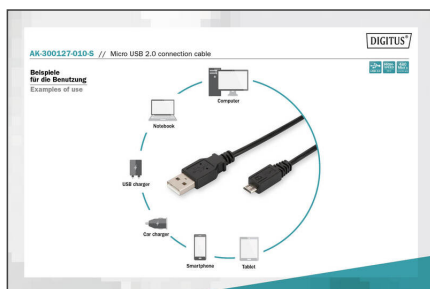 DIGITUS®
AK-300127-010-S // Micro USB 2.0 connection cable
Beispiele
für die Benutzung
Examples of use
Computer
Notebook
USB charger
Car charger
Smartphone
Tablet